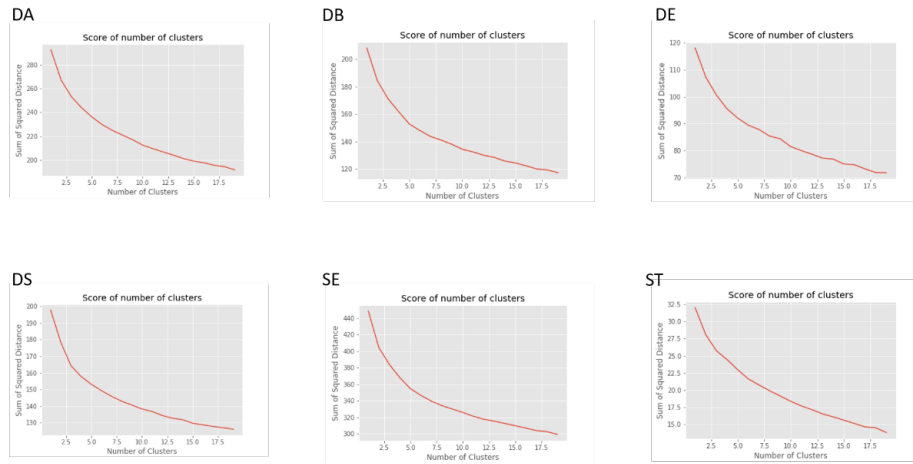 DA
Score of number of clusters
Sum of Squared Distance
280
260
240
220
200
2.5 5.0 7.5 10.0 12.5 15.0 17.5
Number of Clusters
DB
Score of number of clusters
Sum of Squared Distance
200
180
160
140
120
2.5 5.0 7.5 10.0 12.5 15.0 17.5
Number of Clusters
DE
Score of number of clusters
Sum of Squared Distance
120
110
100
90
80
70
2.5 5.0 7.5 10.0 12.5 15.0 17.5
Number of Clusters
DS
Score of number of clusters
Sum of Squared Distance
200
190
180
170
160
150
140
130
2.5 5.0 7.5 10.0 12.5 15.0 17.5
Number of Clusters
SE
Score of number of clusters
Sum of Squared Distance
440
420
400
380
360
340
320
300
2.5 5.0 7.5 10.0 12.5 15.0 17.5
Number of Clusters
ST
Score of number of clusters
Sum of Squared Distance
32.5
30.0
27.5
25.0
22.5
20.0
17.5
15.0
2.5 5.0 7.5 10.0 12.5 15.0 17.5
Number of Clusters